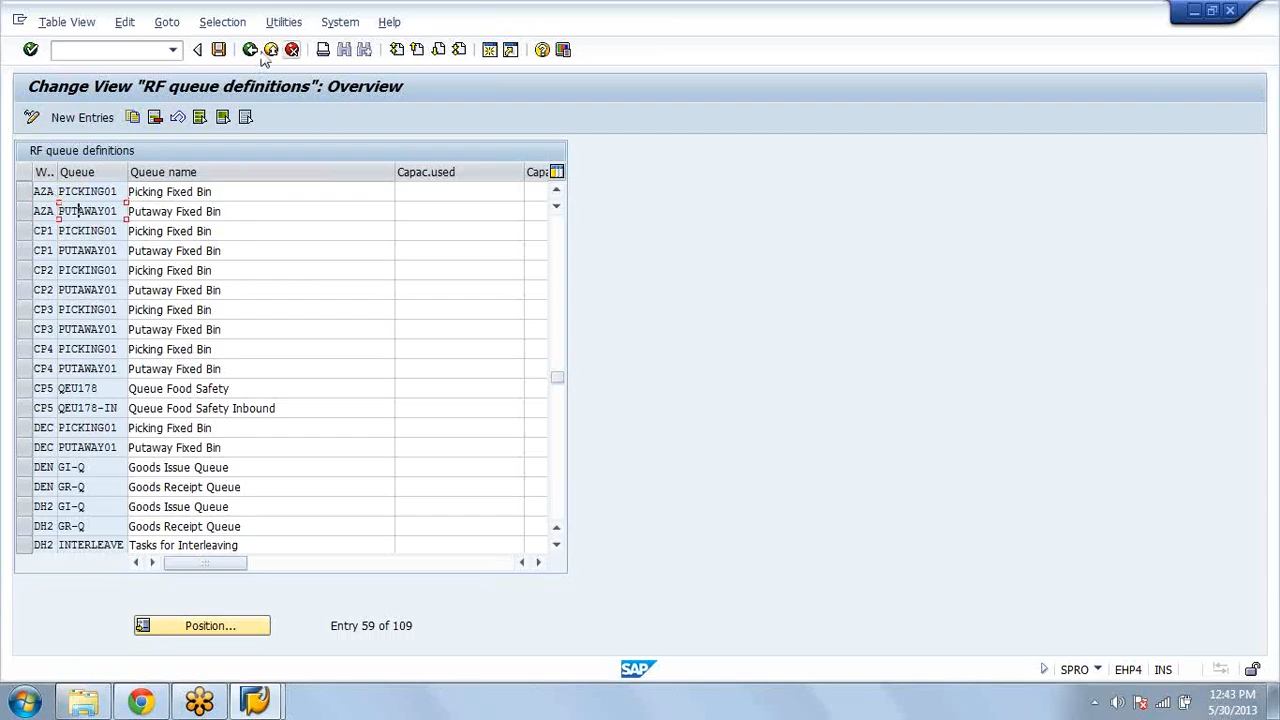 Table View Edit Goto Selection Utilities System Help
Change View "RF queue definitions": Overview
New Entries
RF queue definitions
W.. Queue Queue name Capac.used Capa
AZA PICKING01 Picking Fixed Bin
AZA PUTAWAY01 Putaway Fixed Bin
CP1 PICKING01 Picking Fixed Bin
CP1 PUTAWAY01 Putaway Fixed Bin
CP2 PICKING01 Picking Fixed Bin
CP2 PUTAWAY01 Putaway Fixed Bin
CP3 PICKING01 Picking Fixed Bin
CP3 PUTAWAY01 Putaway Fixed Bin
CP4 PICKING01 Picking Fixed Bin
CP4 PUTAWAY01 Putaway Fixed Bin
CP5 QEU178 Queue Food Safety
CP5 QEU178-IN Queue Food Safety Inbound
DEC PICKING01 Picking Fixed Bin
DEC PUTAWAY01 Putaway Fixed Bin
DEN GI-Q Goods Issue Queue
DEN GR-Q Goods Receipt Queue
DH2 GI-Q Goods Issue Queue
DH2 GR-Q Goods Receipt Queue
DH2 INTERLEAVE Tasks for Interleaving
Position... Entry 59 of 109
SAP SPRO EHP4 INS
12:43 PM
5/30/2013